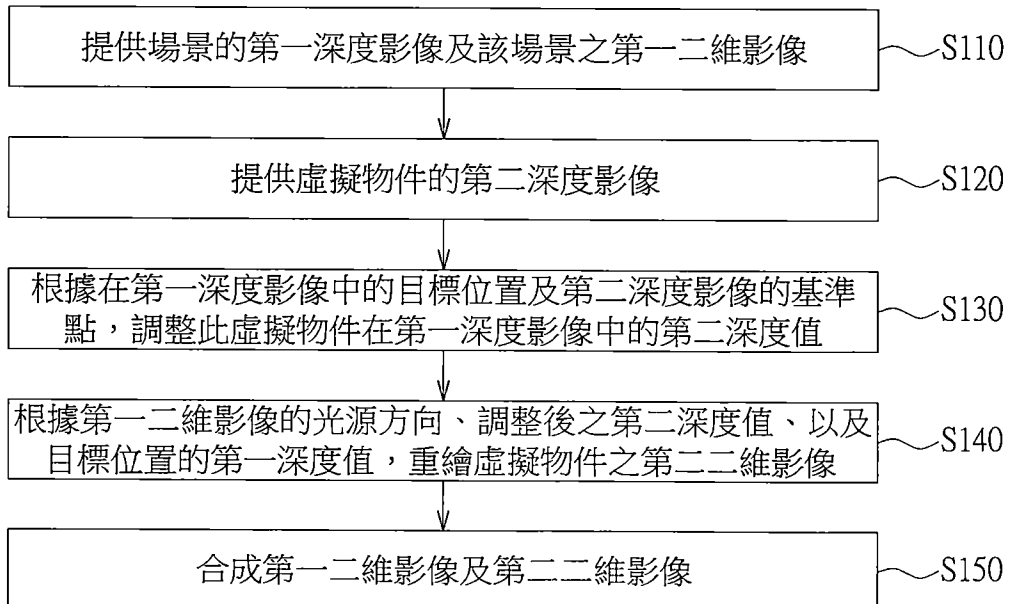 提供場景的第一深度影像及該場景之第一二維影像
S110
提供虛擬物件的第二深度影像
S120
根據在第一深度影像中的目標位置及第二深度影像的基準
點，調整此虛擬物件在第一深度影像中的第二深度值
S130
根據第一二維影像的光源方向、調整後之第二深度值、以及
目標位置的第一深度值，重繪虛擬物件之第二二維影像
S140
合成第一二維影像及第二二維影像
S150